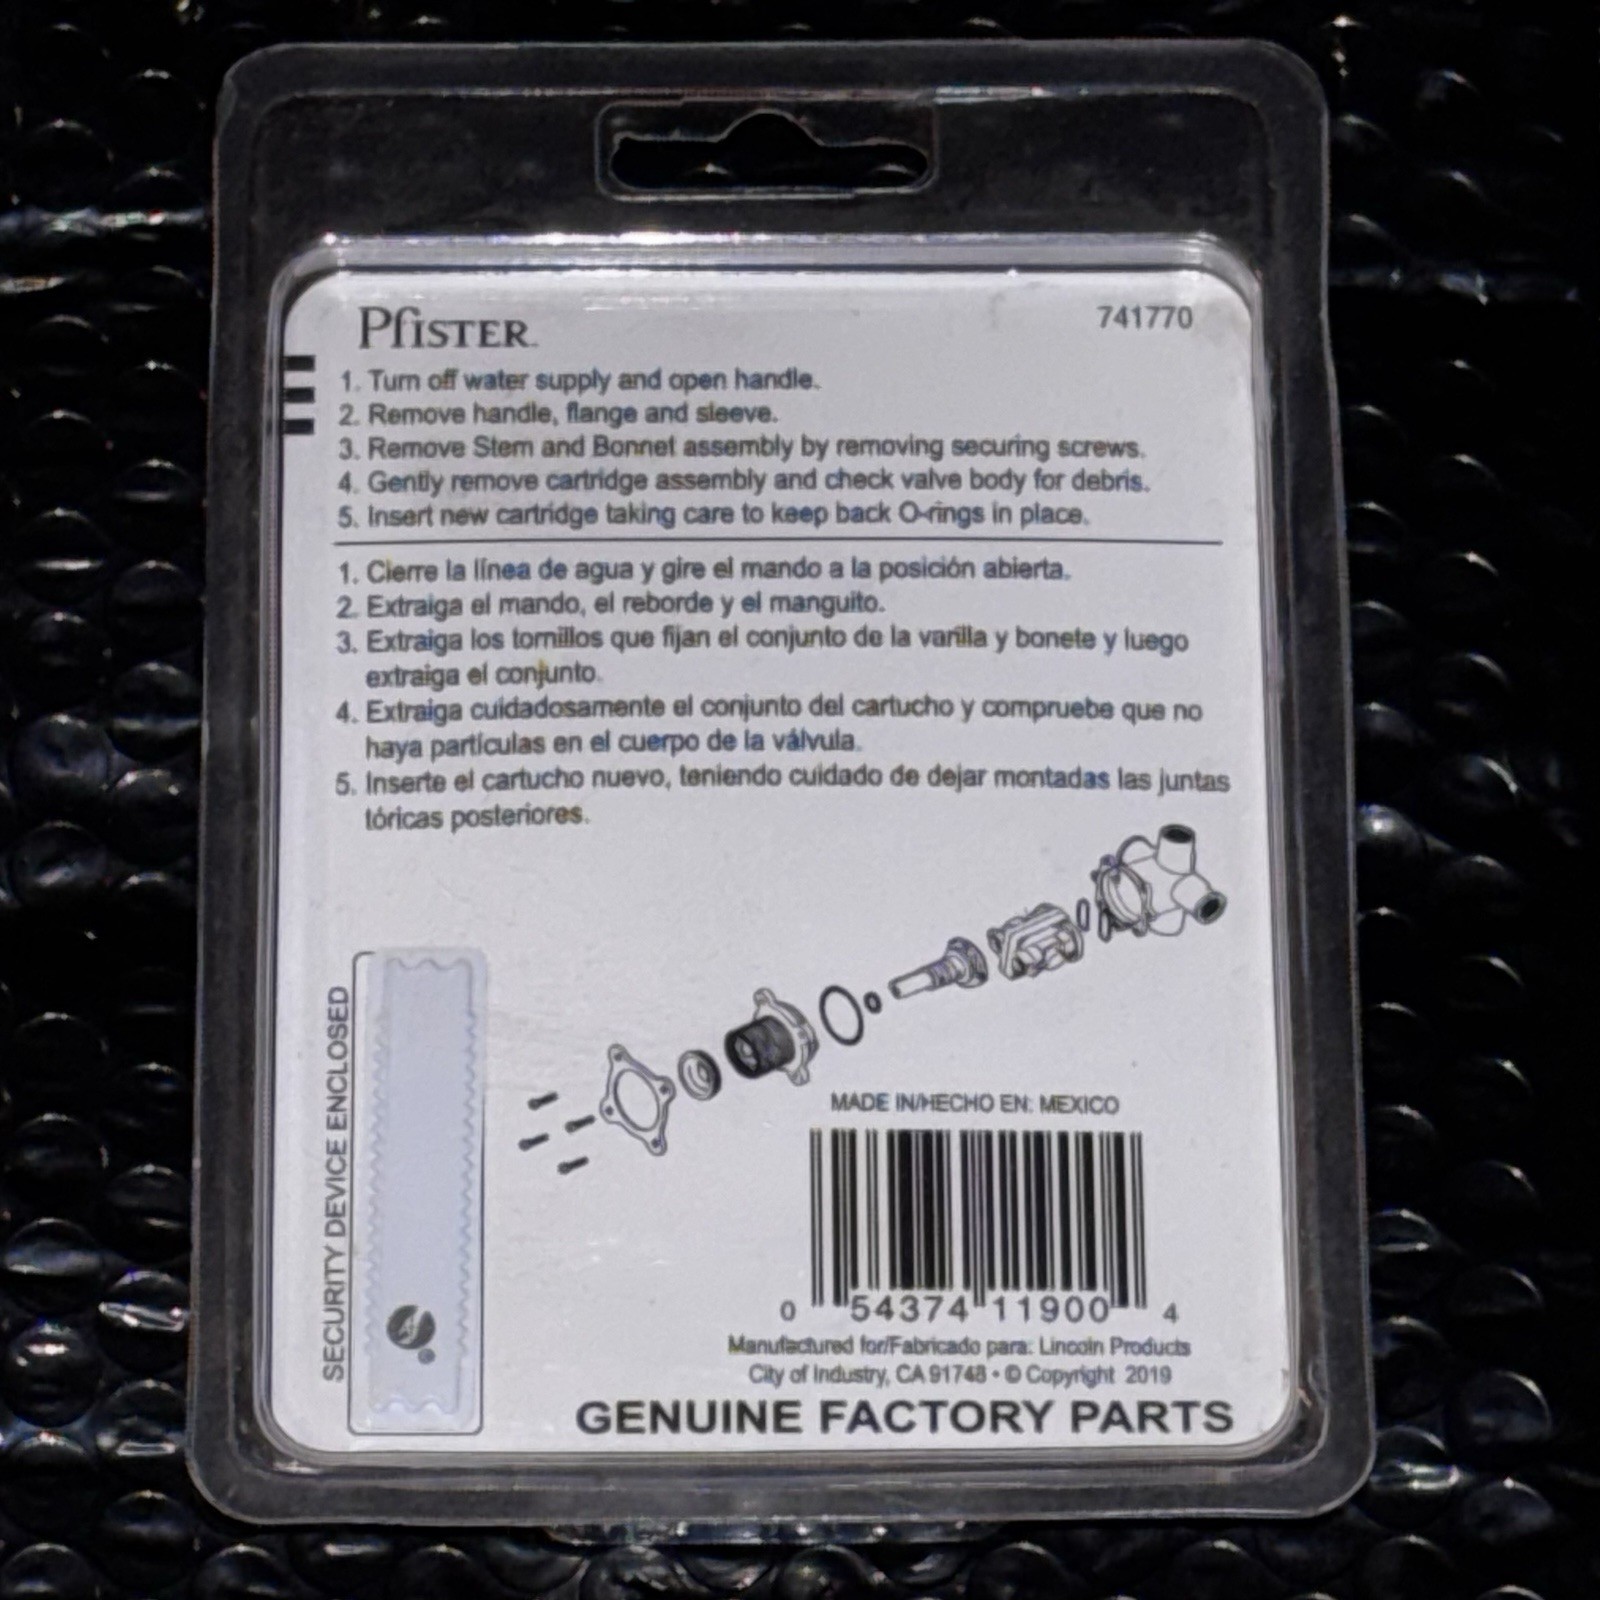 Pfister
741770
1. Turn off water supply and open handle.
2. Remove handle, flange and sleeve.
3. Remove Stem and Bonnet assembly by removing securing screws.
4. Gently remove cartridge assembly and check valve body for debris.
5. Insert new cartridge taking care to keep back O-rings in place.
1. Cierre la línea de agua y gire el mando a la posición abierta.
2. Extraiga el mando, el reborde y el manguito.
3. Extraiga los tornillos que fijan el conjunto de la varilla y bonete y luego
extraiga el conjunto.
4. Extraiga cuidadosamente el conjunto del cartucho y compruebe que no
haya partículas en el cuerpo de la válvula.
5. Inserte el cartucho nuevo, teniendo cuidado de dejar montadas las juntas
tóricas posteriores.
SECURITY DEVICE ENCLOSED
MADE IN/HECHO EN: MEXICO
0 54374 11900 4
Manufactured for/Fabricado para: Lincoln Products
City of Industry, CA 91748 • © Copyright 2019
GENUINE FACTORY PARTS